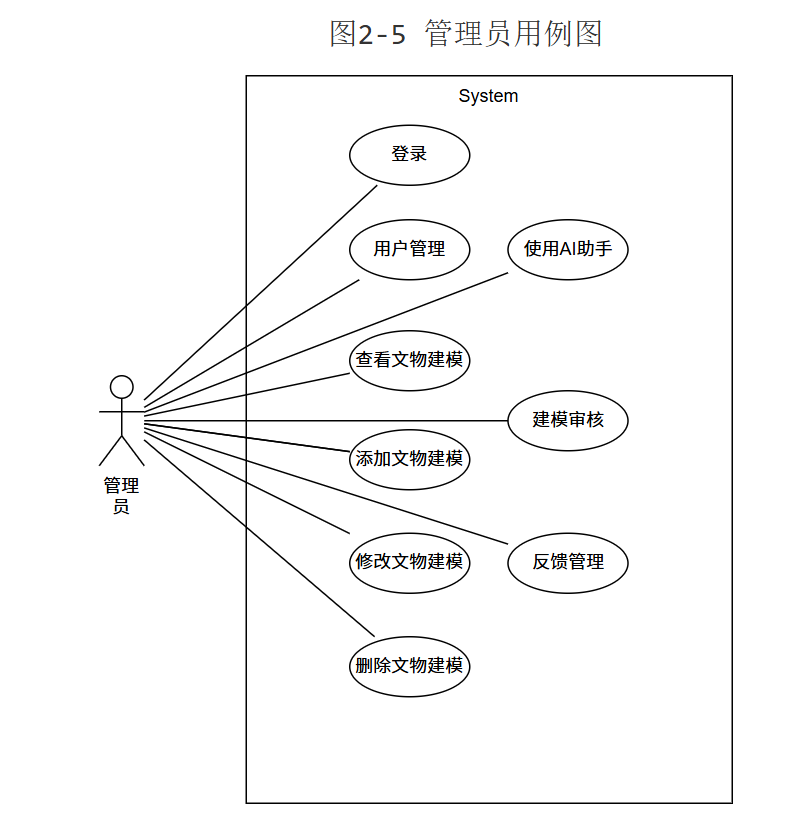 图2-5 管理员用例图
System
登录
用户管理
使用AI助手
查看文物建模
建模审核
添加文物建模
管理
员
修改文物建模
反馈管理
删除文物建模